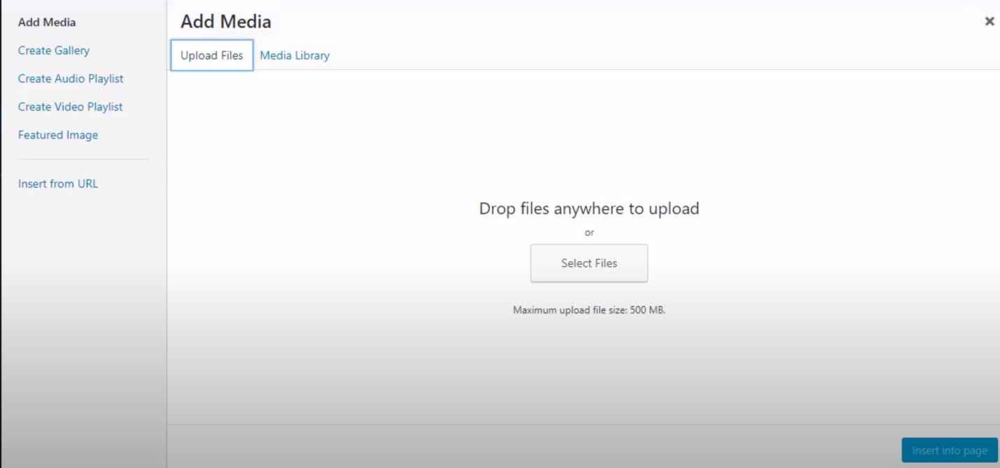 Add Media
Create Gallery
Create Audio Playlist
Create Video Playlist
Featured Image
Insert from URL
Add Media
Upload Files
Media Library
Drop files anywhere to upload
or
Select Files
Maximum upload file size: 500 MB.
Insert into page